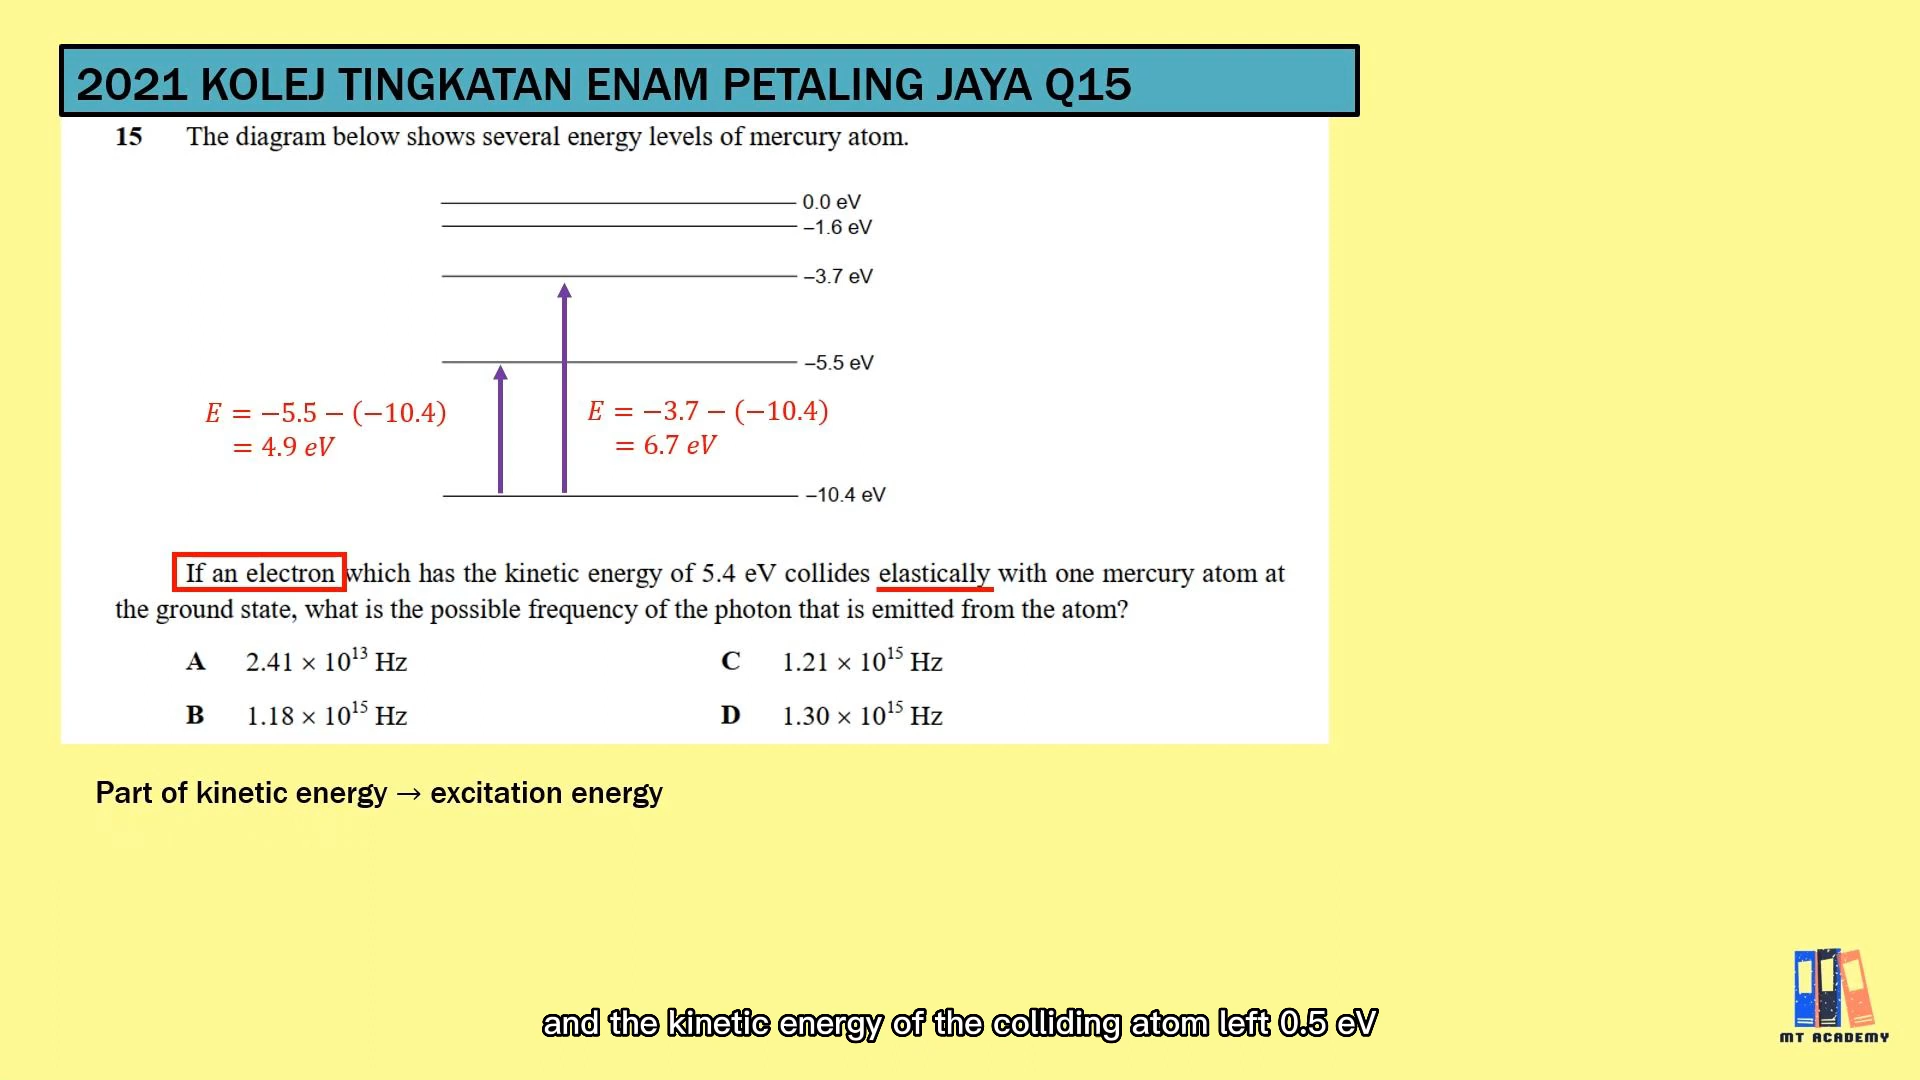 2021 KOLEJ TINGKATAN ENAM PETALING JAYA Q15
15 The diagram below shows several energy levels of mercury atom.
0.0 eV
–1.6 eV
–3.7 eV
–5.5 eV
E = −5.5 − (−10.4)
= 4.9 eV
E = −3.7 − (−10.4)
= 6.7 eV
–10.4 eV
If an electron which has the kinetic energy of 5.4 eV collides elastically with one mercury atom at
the ground state, what is the possible frequency of the photon that is emitted from the atom?
A 2.41 × 10¹³ Hz
C 1.21 × 10¹⁵ Hz
B 1.18 × 10¹⁵ Hz
D 1.30 × 10¹⁵ Hz
Part of kinetic energy → excitation energy
and the kinetic energy of the colliding atom left 0.5 eV
MT ACADEMY